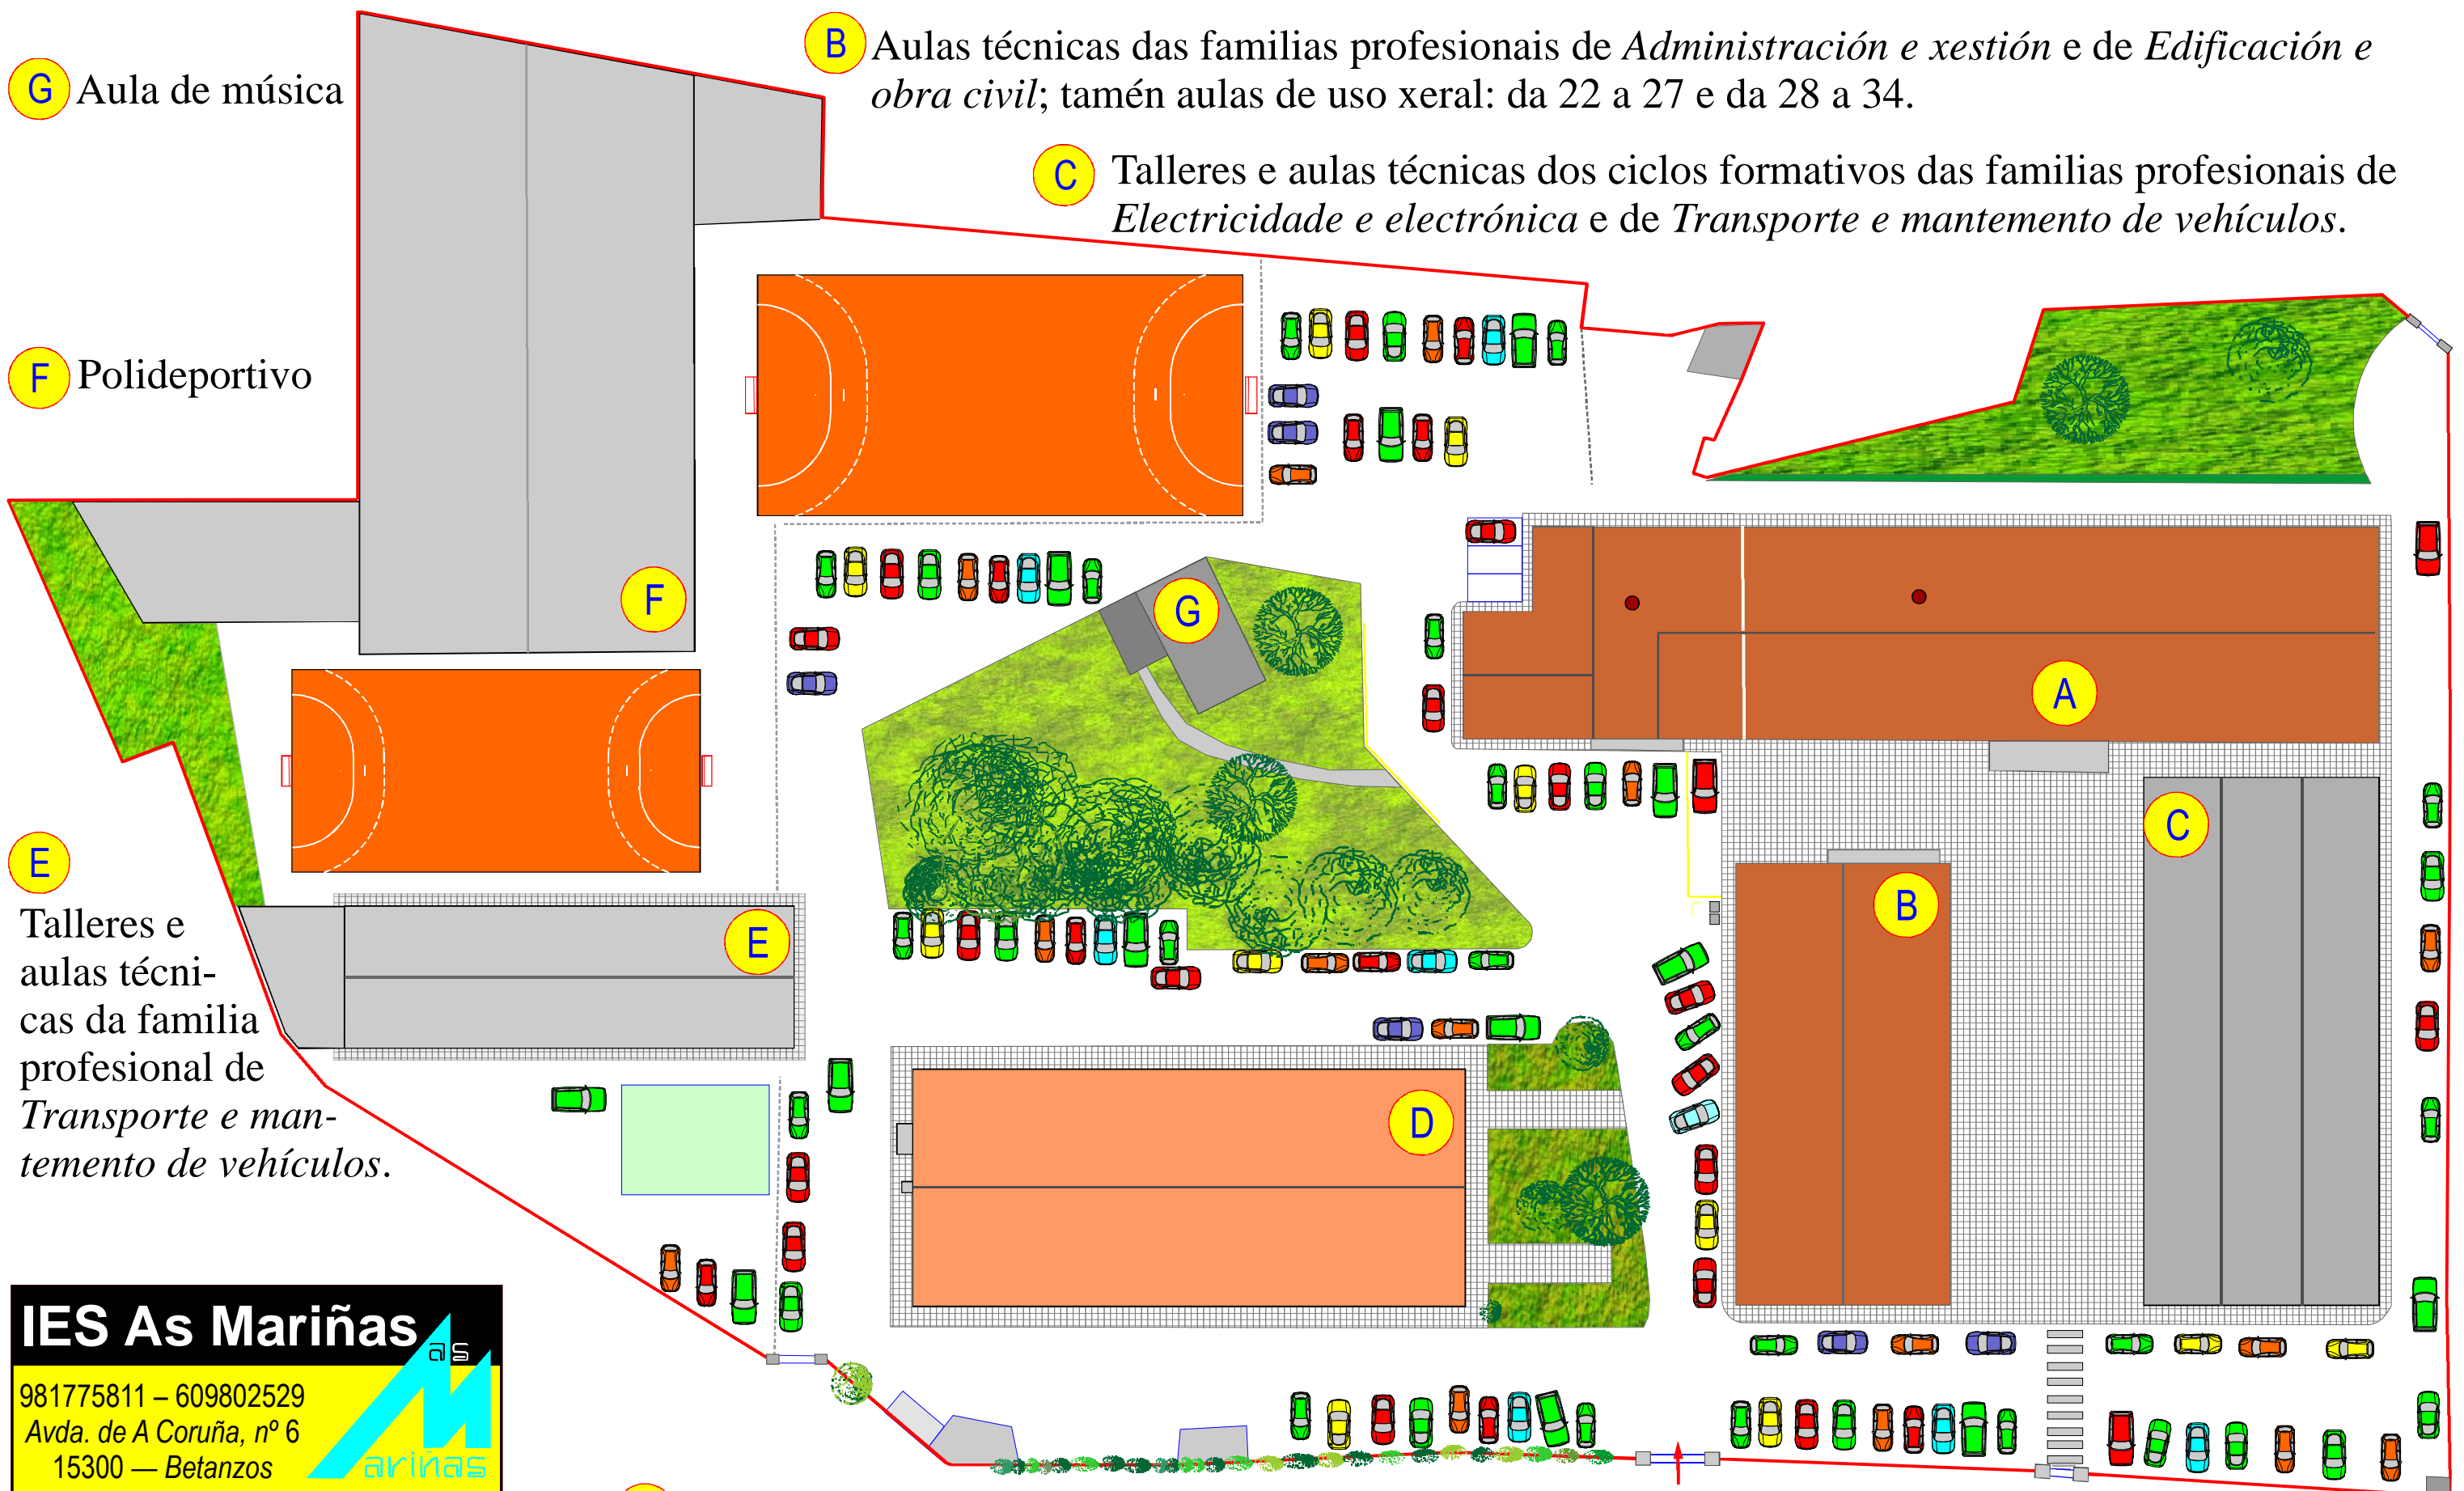 G Aula de música
B Aulas técnicas das familias profesionais de Administración e xestión e de Edificación e
obra civil; tamén aulas de uso xeral: da 22 a 27 e da 28 a 34.
C Talleres e aulas técnicas dos ciclos formativos das familias profesionais de
Electricidade e electrónica e de Transporte e mantemento de vehículos.
F Polideportivo
F
G
A
C
B
E
D
E
Talleres e
aulas técni-
cas da familia
profesional de
Transporte e man-
temento de vehículos.
IES As Mariñas
981775811 – 609802529
Avda. de A Coruña, nº 6
15300 — Betanzos
as
Mariñas